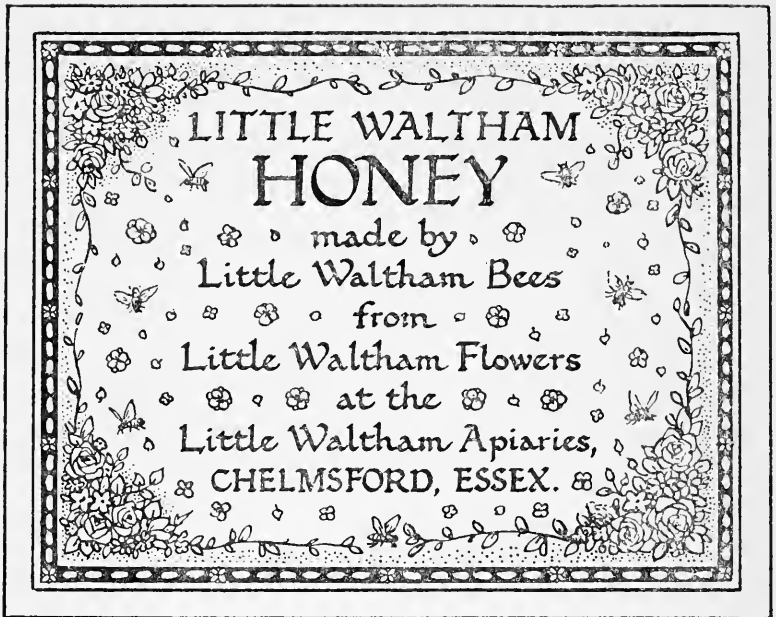 LITTLE WALTHAM
HONEY
made by
Little Waltham Bees
from
Little Waltham Flowers
at the
Little Waltham Apiaries,
CHELMSFORD, ESSEX.